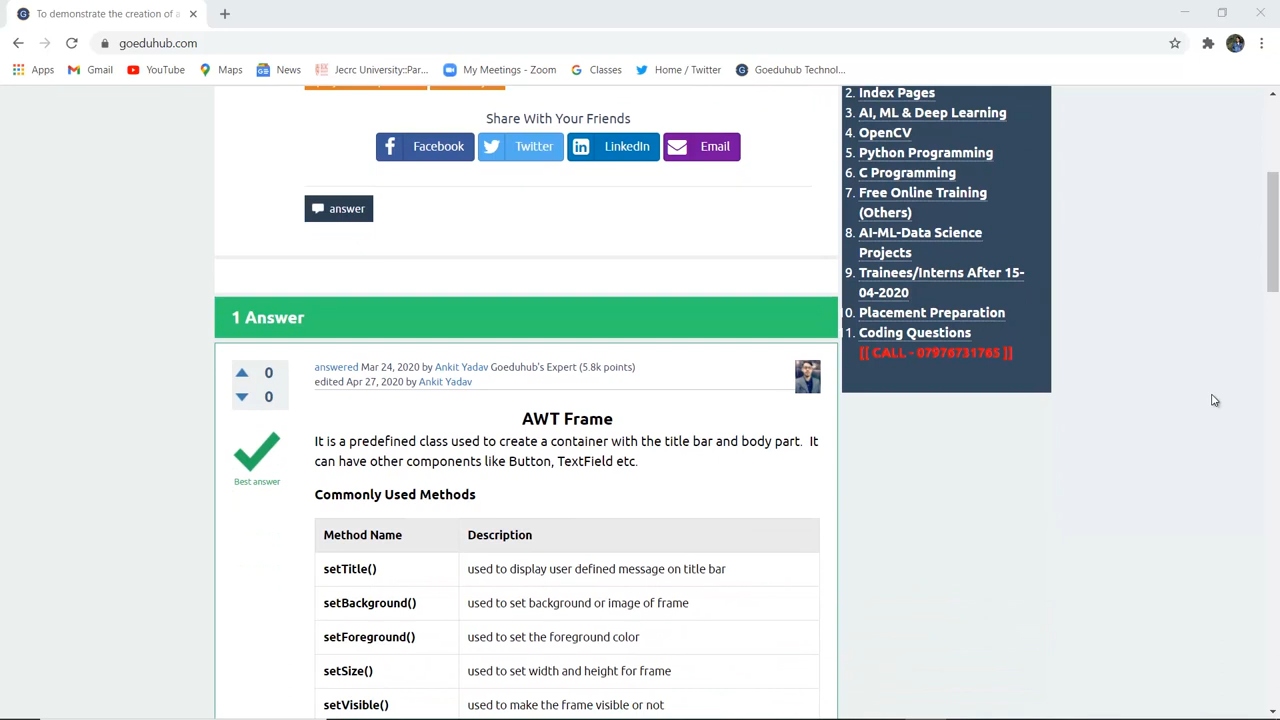 To demonstrate the creation of a
goeduhub.com
Apps
Gmail
YouTube
Maps
News
Jecrc University::Par...
My Meetings - Zoom
Classes
Home / Twitter
Goeduhub Technol...
Share With Your Friends
Facebook
Twitter
LinkedIn
Email
answer
2. Index Pages
3. AI, ML & Deep Learning
4. OpenCV
5. Python Programming
6. C Programming
7. Free Online Training
(Others)
8. AI-ML-Data Science
Projects
9. Trainees/Interns After 15-
04-2020
10. Placement Preparation
11. Coding Questions
[[ CALL - 07976731765 ]]
1 Answer
0
0
Best answer
answered Mar 24, 2020 by Ankit Yadav Goeduhub's Expert (5.8k points)
edited Apr 27, 2020 by Ankit Yadav
AWT Frame
It is a predefined class used to create a container with the title bar and body part. It
can have other components like Button, TextField etc.
Commonly Used Methods
Method Name Description
setTitle() used to display user defined message on title bar
setBackground() used to set background or image of frame
setForeground() used to set the foreground color
setSize() used to set width and height for frame
setVisible() used to make the frame visible or not